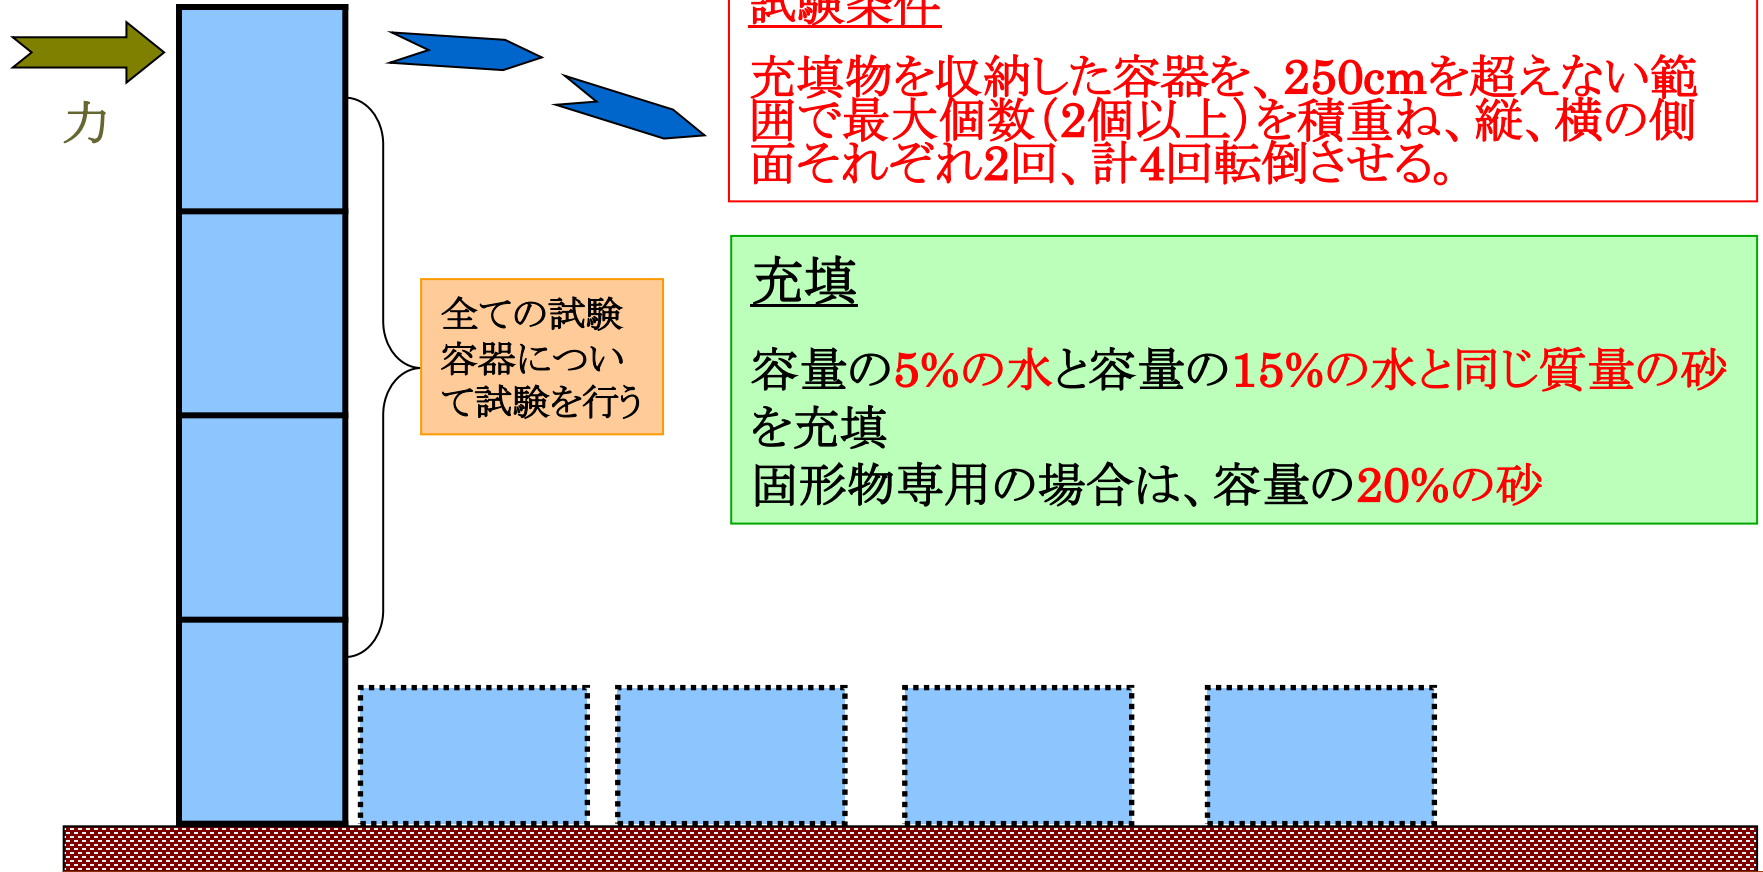 試験条件
充填物を収納した容器を、250cmを超えない範
囲で最大個数（2個以上）を積重ね、縦、横の側
面それぞれ2回、計4回転倒させる。
力
充填
容量の5%の水と容量の15%の水と同じ質量の砂
を充填
固形物専用の場合は、容量の20%の砂
全ての試験
容器につい
て試験を行う